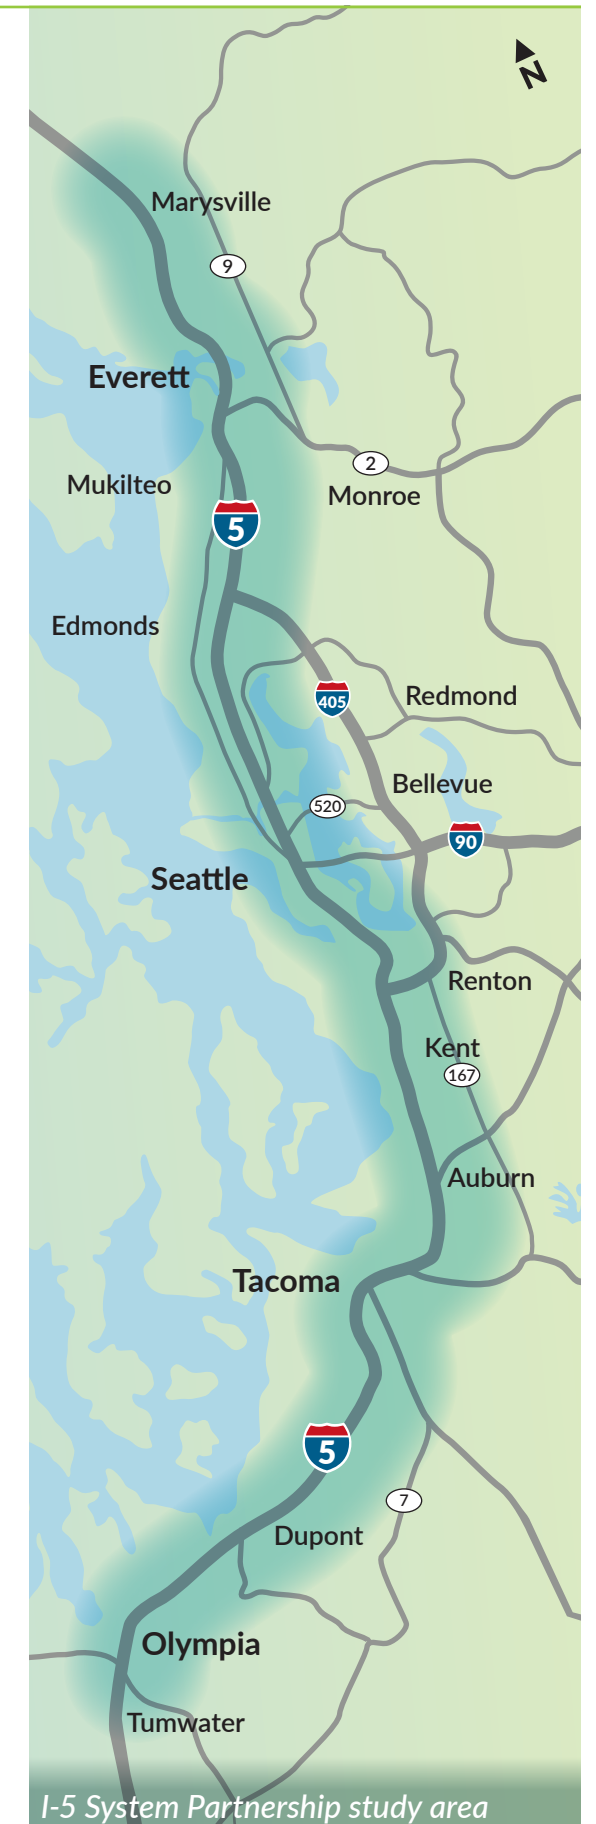 N
Marysville
9
Everett
2
Mukilteo
Monroe
5
Edmonds
405
Redmond
Bellevue
520
90
Seattle
Renton
Kent
167
Auburn
Tacoma
5
7
Dupont
Olympia
Tumwater
I-5 System Partnership study area